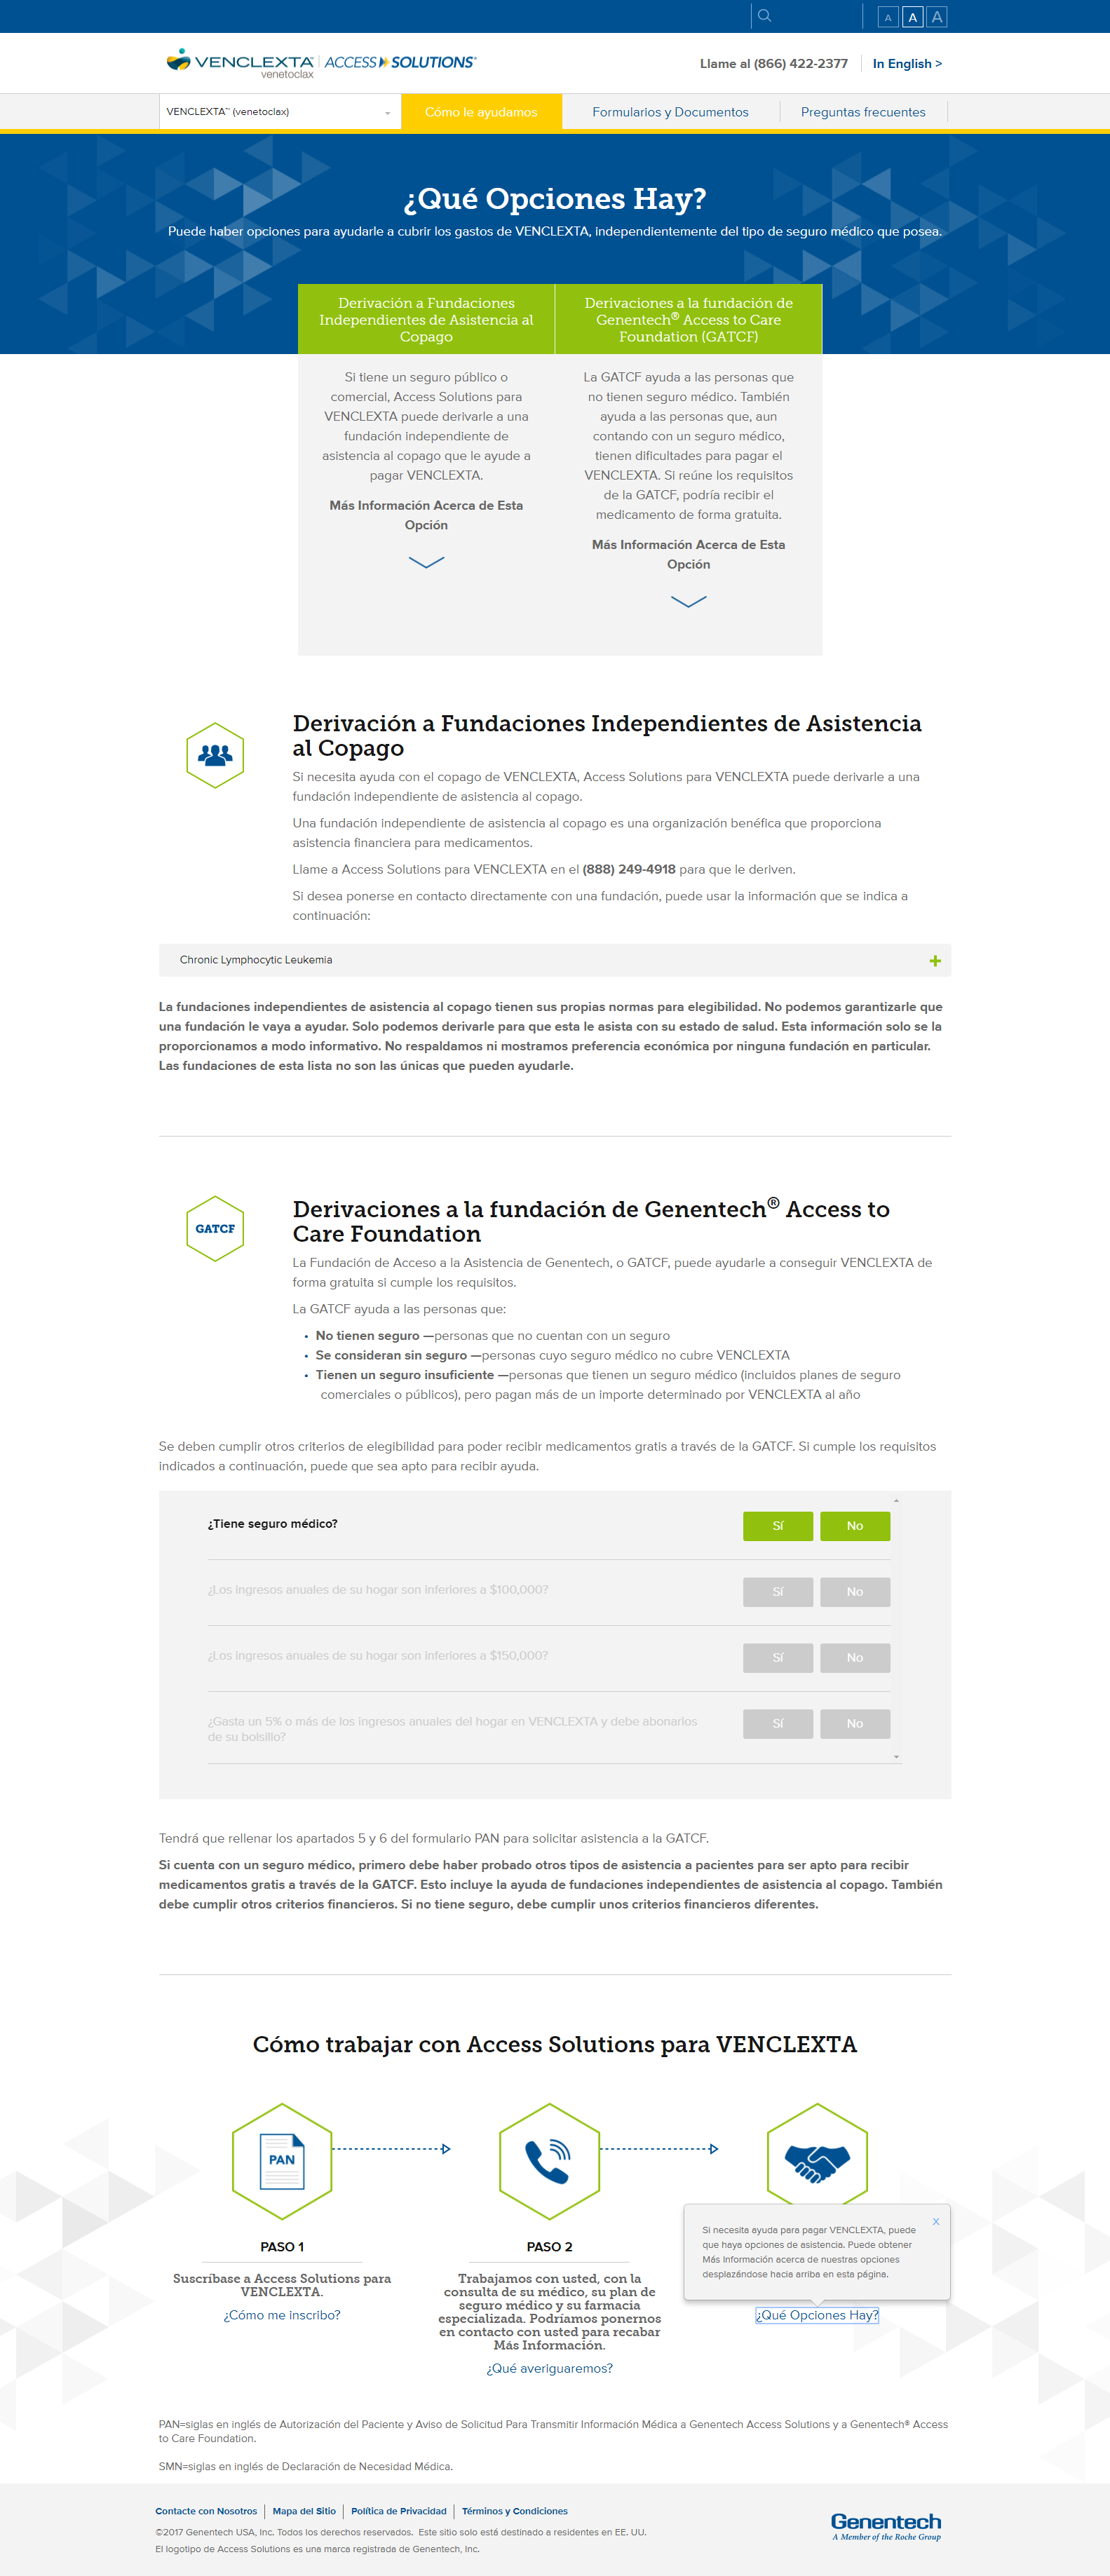 A A A
VENCLEXTA™ venetoclax | ACCESS SOLUTIONS®
Llame al (866) 422-2377
In English >
VENCLEXTA™ (venetoclax)
Cómo le ayudamos
Formularios y Documentos
Preguntas frecuentes
¿Qué Opciones Hay?
Puede haber opciones para ayudarle a cubrir los gastos de VENCLEXTA, independientemente del tipo de seguro médico que posea.
Derivación a Fundaciones
Independientes de Asistencia al
Copago
Si tiene un seguro público o
comercial, Access Solutions para
VENCLEXTA puede derivarle a una
fundación independiente de
asistencia al copago que le ayude a
pagar VENCLEXTA.
Más Información Acerca de Esta
Opción
Derivaciones a la fundación de
Genentech® Access to Care
Foundation (GATCF)
La GATCF ayuda a las personas que
no tienen seguro médico. También
ayuda a las personas que, aun
contando con un seguro médico,
tienen dificultades para pagar el
VENCLEXTA. Si reúne los requisitos
de la GATCF, podría recibir el
medicamento de forma gratuita.
Más Información Acerca de Esta
Opción
Derivación a Fundaciones Independientes de Asistencia
al Copago
Si necesita ayuda con el copago de VENCLEXTA, Access Solutions para VENCLEXTA puede derivarle a una
fundación independiente de asistencia al copago.
Una fundación independiente de asistencia al copago es una organización benéfica que proporciona
asistencia financiera para medicamentos.
Llame a Access Solutions para VENCLEXTA en el (888) 249-4918 para que le deriven.
Si desea ponerse en contacto directamente con una fundación, puede usar la información que se indica a
continuación:
Chronic Lymphocytic Leukemia
La fundaciones independientes de asistencia al copago tienen sus propias normas para elegibilidad. No podemos garantizarle que
una fundación le vaya a ayudar. Solo podemos derivarle para que esta le asista con su estado de salud. Esta información solo se la
proporcionamos a modo informativo. No respaldamos ni mostramos preferencia económica por ninguna fundación en particular.
Las fundaciones de esta lista no son las únicas que pueden ayudarle.
GATCF
Derivaciones a la fundación de Genentech® Access to
Care Foundation
La Fundación de Acceso a la Asistencia de Genentech, o GATCF, puede ayudarle a conseguir VENCLEXTA de
forma gratuita si cumple los requisitos.
La GATCF ayuda a las personas que:
• No tienen seguro —personas que no cuentan con un seguro
• Se consideran sin seguro —personas cuyo seguro médico no cubre VENCLEXTA
• Tienen un seguro insuficiente —personas que tienen un seguro médico (incluidos planes de seguro
comerciales o públicos), pero pagan más de un importe determinado por VENCLEXTA al año
Se deben cumplir otros criterios de elegibilidad para poder recibir medicamentos gratis a través de la GATCF. Si cumple los requisitos
indicados a continuación, puede que sea apto para recibir ayuda.
¿Tiene seguro médico? Sí No
¿Los ingresos anuales de su hogar son inferiores a $100,000? Sí No
¿Los ingresos anuales de su hogar son inferiores a $150,000? Sí No
¿Gasta un 5% o más de los ingresos anuales del hogar en VENCLEXTA y debe abonarlos
de su bolsillo? Sí No
Tendrá que rellenar los apartados 5 y 6 del formulario PAN para solicitar asistencia a la GATCF.
Si cuenta con un seguro médico, primero debe haber probado otros tipos de asistencia a pacientes para ser apto para recibir
medicamentos gratis a través de la GATCF. Esto incluye la ayuda de fundaciones independientes de asistencia al copago. También
debe cumplir otros criterios financieros. Si no tiene seguro, debe cumplir unos criterios financieros diferentes.
Cómo trabajar con Access Solutions para VENCLEXTA
PAN
PASO 1
Suscríbase a Access Solutions para
VENCLEXTA.
¿Cómo me inscribo?
PASO 2
Trabajamos con usted, con la
consulta de su médico, su plan de
seguro médico y su farmacia
especializada. Podríamos ponernos
en contacto con usted para recabar
Más Información.
¿Qué averiguaremos?
X
Si necesita ayuda para pagar VENCLEXTA, puede
que haya opciones de asistencia. Puede obtener
Más Información acerca de nuestras opciones
desplazándose hacia arriba en esta página.
¿Qué Opciones Hay?
PAN=siglas en inglés de Autorización del Paciente y Aviso de Solicitud Para Transmitir Información Médica a Genentech Access Solutions y a Genentech® Access
to Care Foundation.
SMN=siglas en inglés de Declaración de Necesidad Médica.
Contacte con Nosotros | Mapa del Sitio | Política de Privacidad | Términos y Condiciones
©2017 Genentech USA, Inc. Todos los derechos reservados. Este sitio solo está destinado a residentes en EE. UU.
El logotipo de Access Solutions es una marca registrada de Genentech, Inc.
Genentech
A Member of the Roche Group